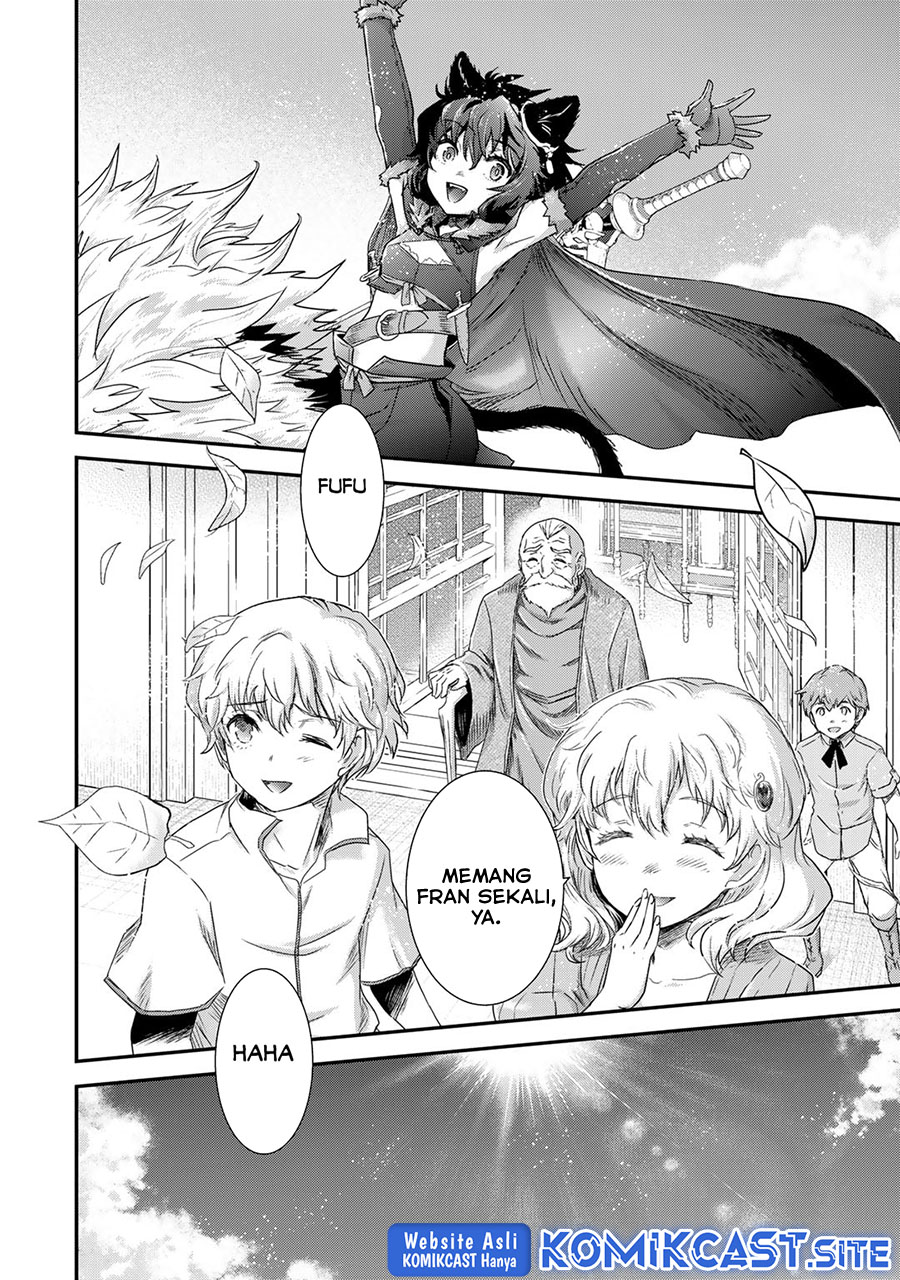 FUFU
MEMANG
FRAN SEKALI,
YA.
HAHA
Website Asli
KOMIKCAST Hanya
KOMIKCAST.SITE